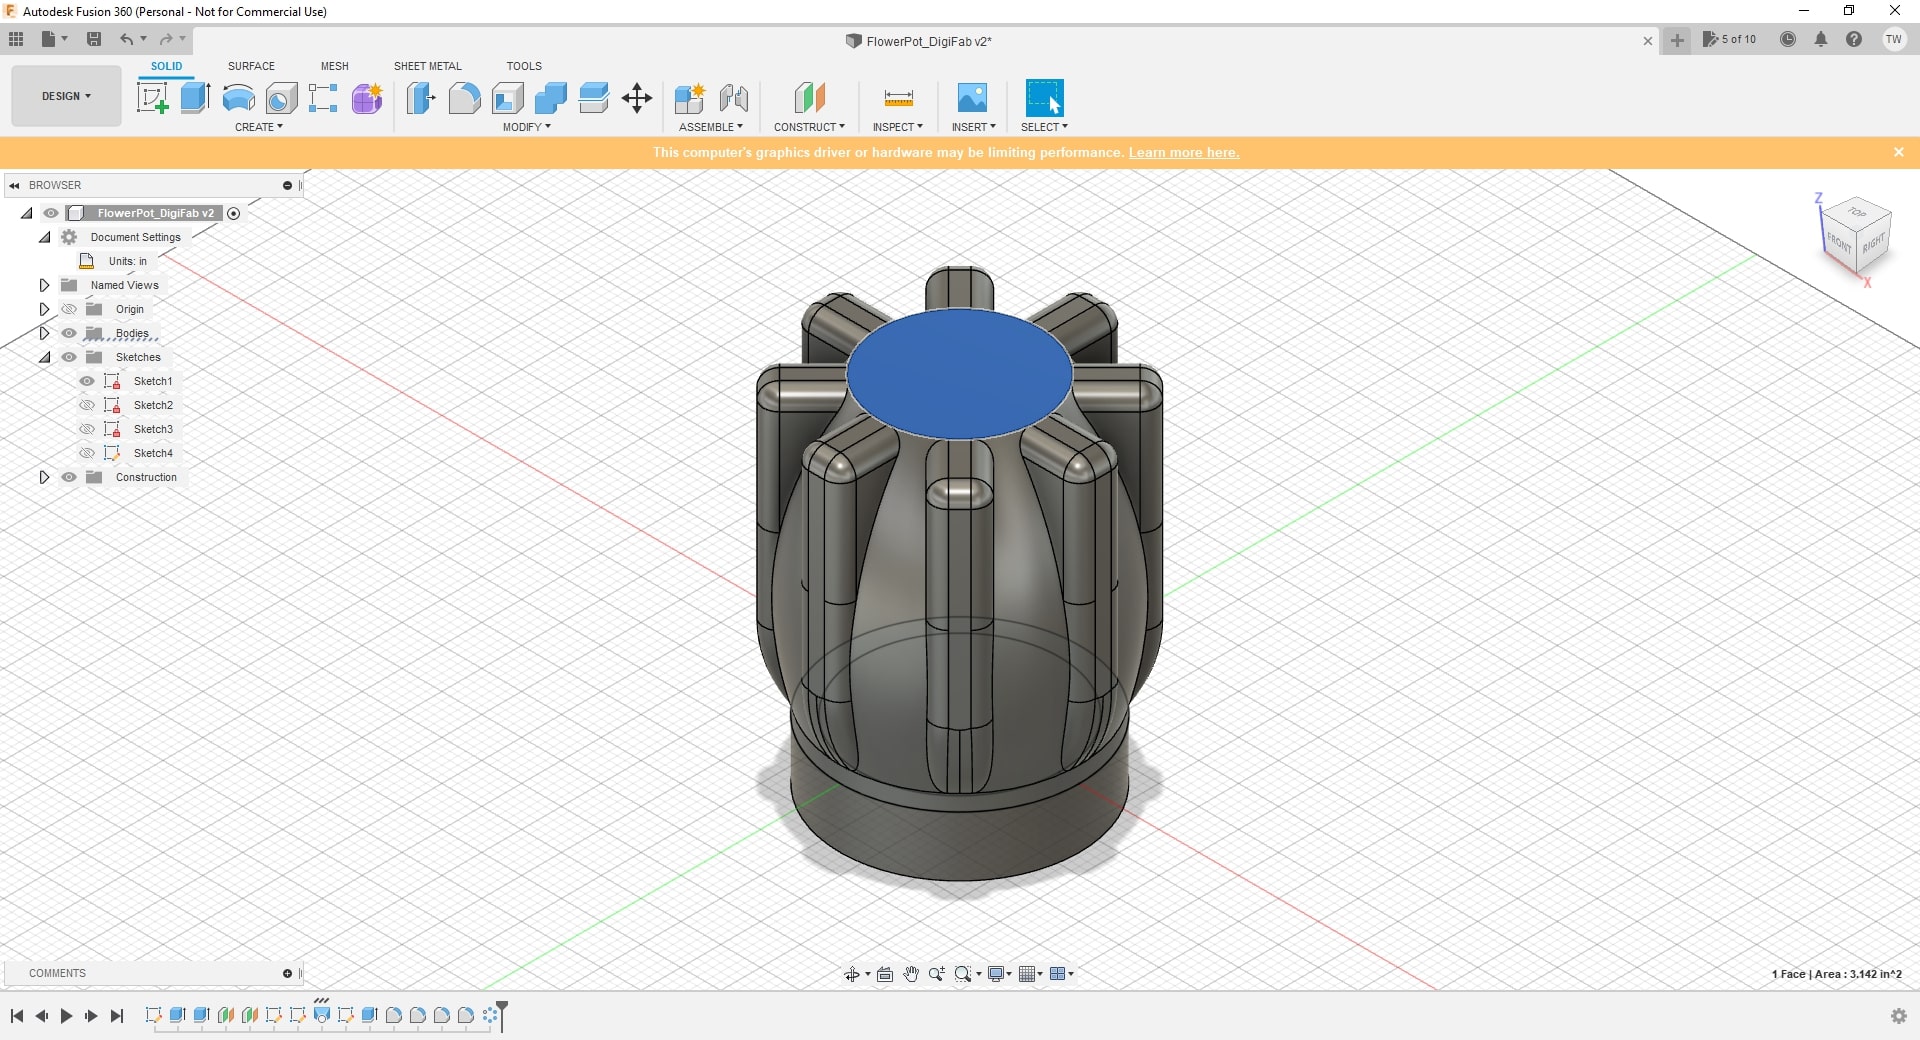 Autodesk Fusion 360 (Personal - Not for Commercial Use)
FlowerPot_DigiFab v2*
5 of 10
TW
DESIGN
SOLID
SURFACE
MESH
SHEET METAL
TOOLS
CREATE
MODIFY
ASSEMBLE
CONSTRUCT
INSPECT
INSERT
SELECT
This computer's graphics driver or hardware may be limiting performance. Learn more here.
BROWSER
FlowerPot_DigiFab v2
Document Settings
Units: in
Named Views
Origin
Bodies
Sketches
Sketch1
Sketch2
Sketch3
Sketch4
Construction
Z
TOP
FRONT
RIGHT
X
COMMENTS
1 Face | Area : 3.142 in^2